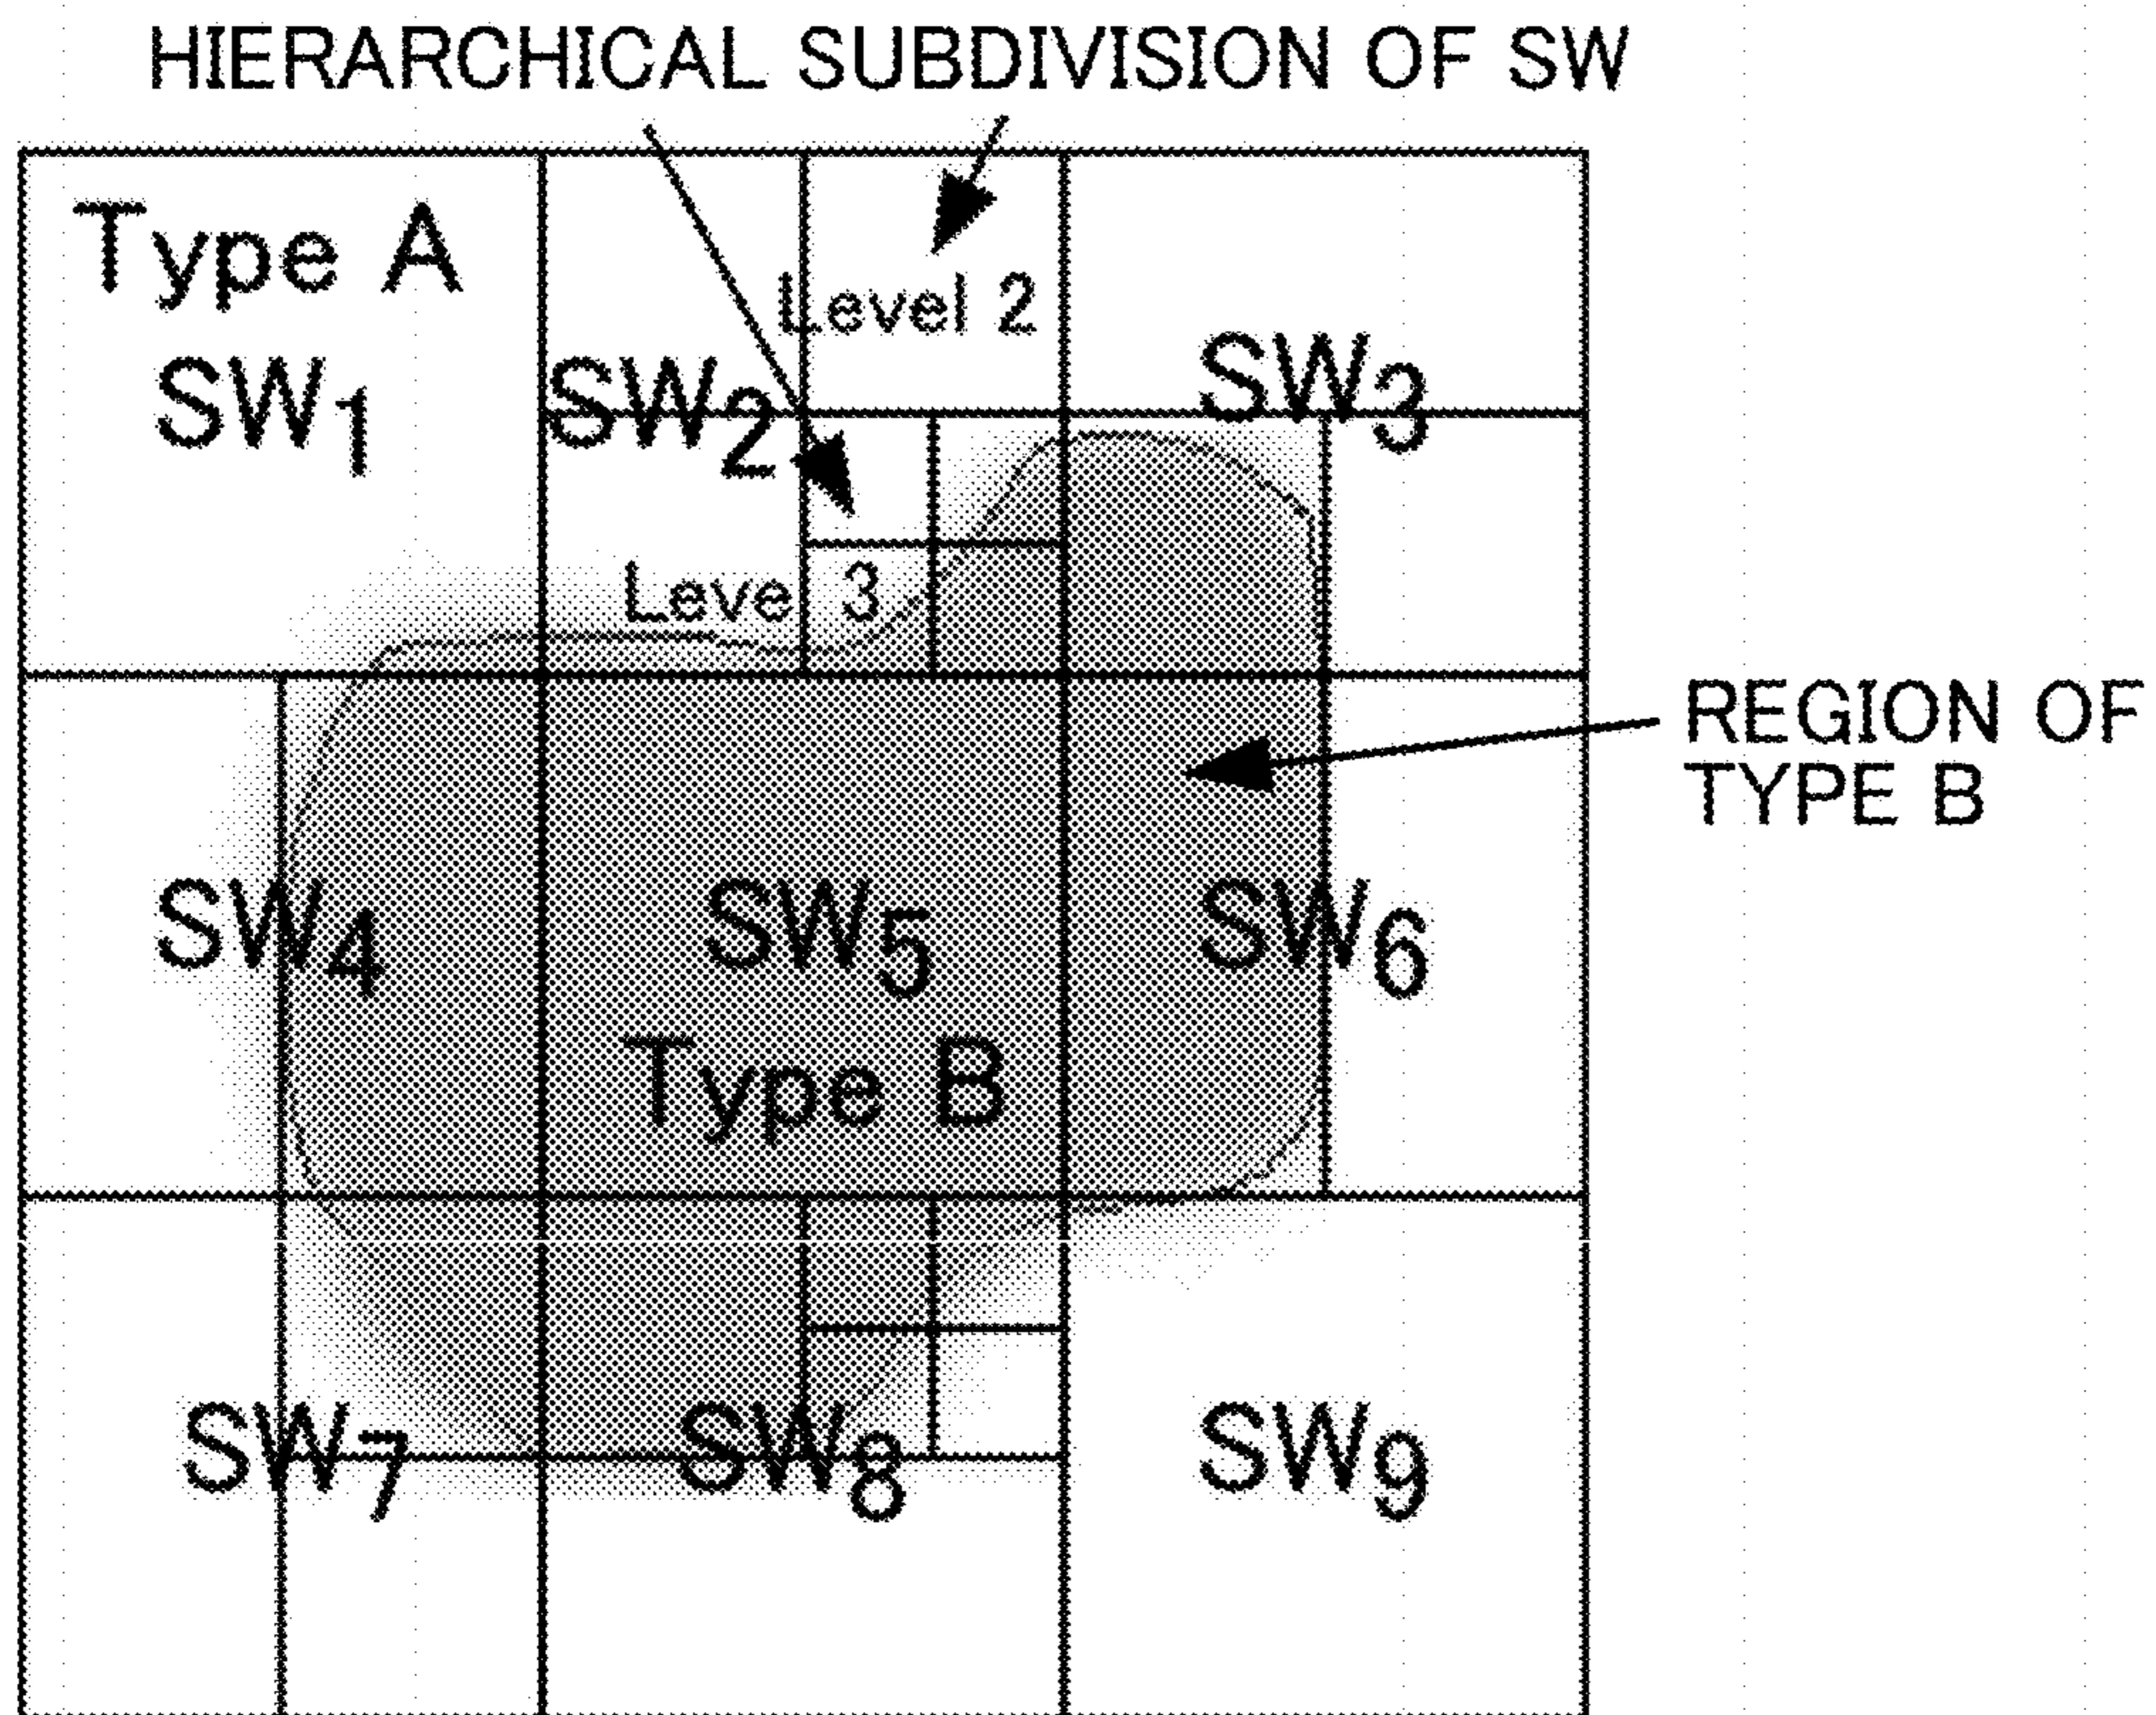 HIERARCHICAL SUBDIVISION OF SW
Type A
Level 2
SW1
SW2
SW3
Level 3
REGION OF
TYPE B
SW4
SW5
SW6
Type B
SW7
SW8
SW9